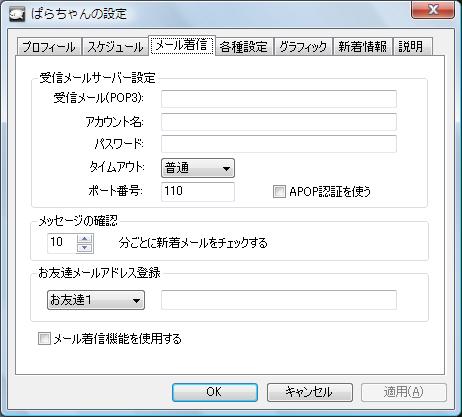 ぱらちゃんの設定
プロフィール スケジュール メール着信 各種設定 グラフィック 新着情報 説明
受信メールサーバー設定
受信メール(POP3):
アカウント名:
パスワード:
タイムアウト: 普通
ポート番号: 110 APOP認証を使う
メッセージの確認
10 分ごとに新着メールをチェックする
お友達メールアドレス登録
お友達1
メール着信機能を使用する
OK キャンセル 適用(A)